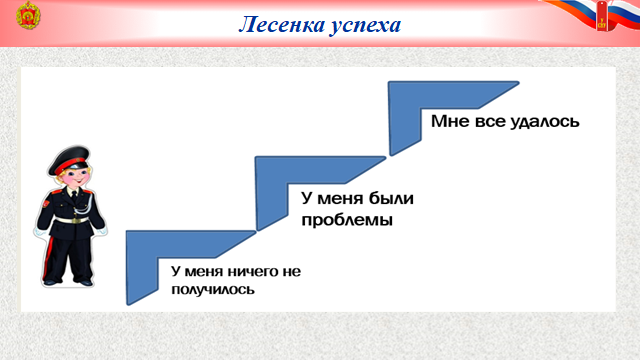 Лесенка успеха
Мне все удалось
У меня были
проблемы
У меня ничего не
получилось